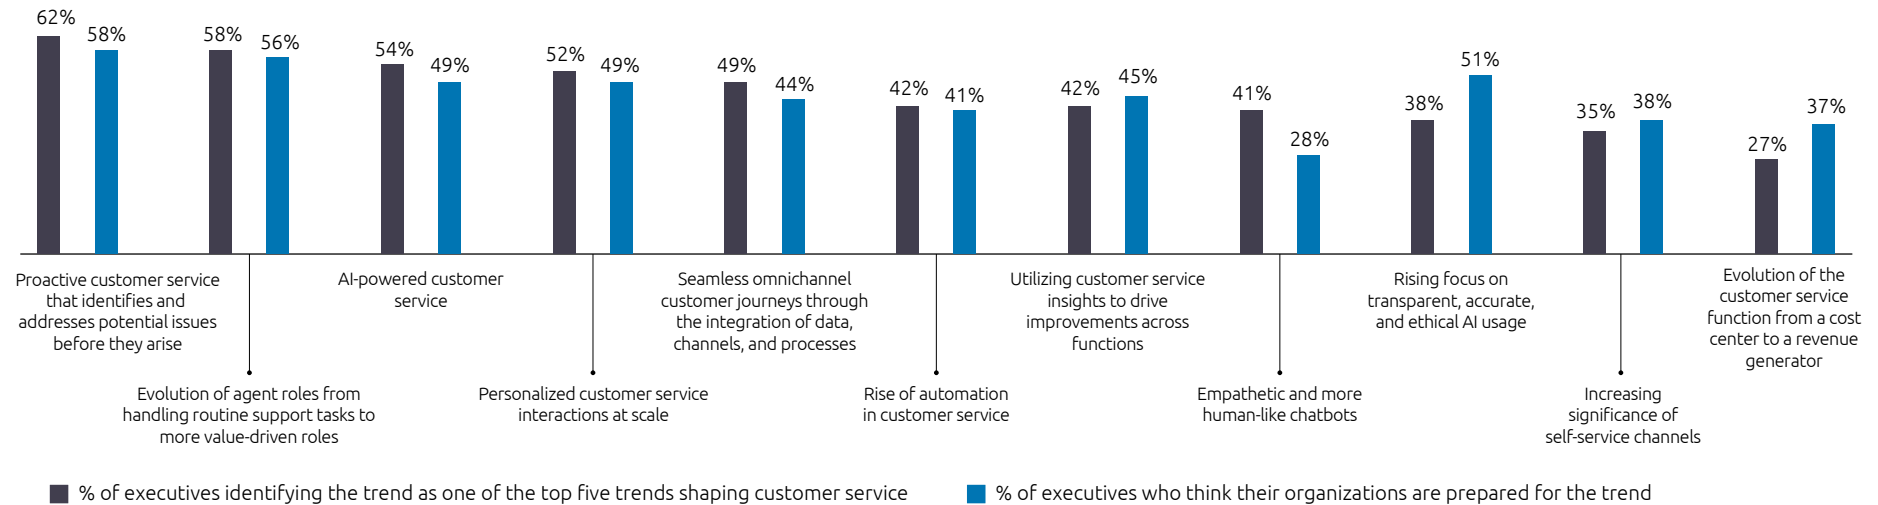 62%
58%
58%
56%
54%
49%
52%
49%
49%
44%
42%
41%
42%
45%
41%
28%
38%
51%
35%
38%
27%
37%
Proactive customer service
that identifies and
addresses potential issues
before they arise
Evolution of agent roles from
handling routine support tasks to
more value-driven roles
AI-powered customer
service
Personalized customer service
interactions at scale
Seamless omnichannel
customer journeys through
the integration of data,
channels, and processes
Rise of automation
in customer service
Utilizing customer service
insights to drive
improvements across
functions
Empathetic and more
human-like chatbots
Rising focus on
transparent, accurate,
and ethical AI usage
Increasing
significance of
self-service channels
Evolution of the
customer service
function from a cost
center to a revenue
generator
% of executives identifying the trend as one of the top five trends shaping customer service
% of executives who think their organizations are prepared for the trend